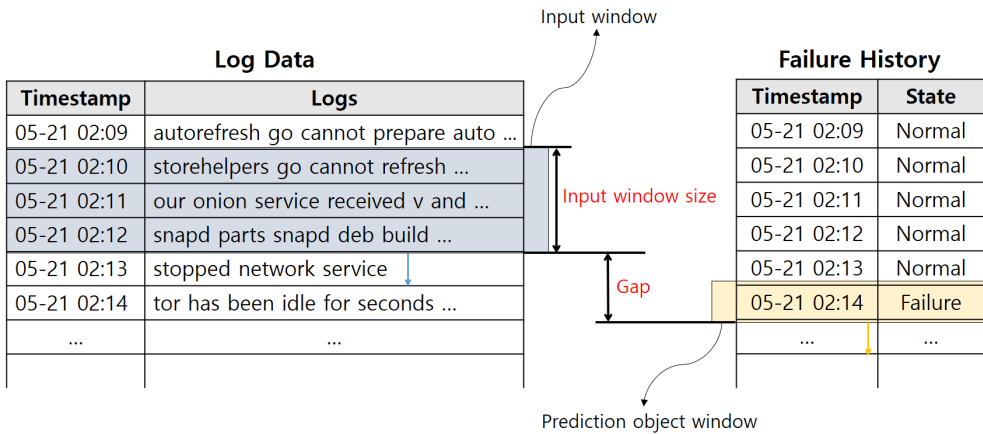 Input window
Log Data
Failure History
Timestamp Logs
05-21 02:09 autorefresh go cannot prepare auto ...
05-21 02:10 storehelpers go cannot refresh ...
05-21 02:11 our onion service received v and ...
05-21 02:12 snapd parts snapd deb build ...
05-21 02:13 stopped network service
05-21 02:14 tor has been idle for seconds ...
... ...
Input window size
Gap
Timestamp State
05-21 02:09 Normal
05-21 02:10 Normal
05-21 02:11 Normal
05-21 02:12 Normal
05-21 02:13 Normal
05-21 02:14 Failure
... ...
Prediction object window